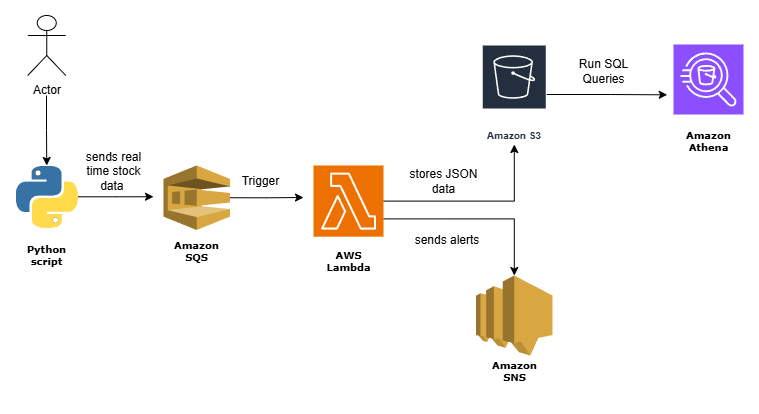 Actor
Python
script
sends real
time stock
data
Amazon
SQS
Trigger
AWS
Lambda
stores JSON
data
sends alerts
Amazon S3
Run SQL
Queries
Amazon
Athena
Amazon
SNS